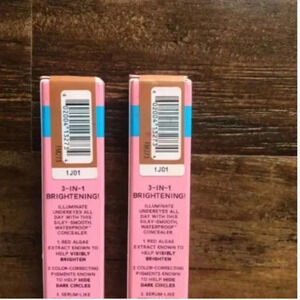 1J01
3-IN-1
BRIGHTENING!
ILLUMINATE
UNDEREYES ALL
DAY WITH THIS
SILKY-SMOOTH,
WATERPROOF
CONCEALER
1. RED ALGAE
EXTRACT KNOWN TO
HELP VISIBLY
BRIGHTEN
2. COLOR-CORRECTING
PIGMENTS KNOWN
TO HELP HIDE
DARK CIRCLES
3. SERUM-LIKE
1J01
3-IN-1
BRIGHTENING!
ILLUMINATE
UNDEREYES ALL
DAY WITH THIS
SILKY-SMOOTH,
WATERPROOF
CONCEALER
1. RED ALGAE
EXTRACT KNOWN TO
HELP VISIBLY
BRIGHTEN
2. COLOR-CORRECTING
PIGMENTS KNOWN
TO HELP HIDE
DARK CIRCLES
3. SERUM-LIKE